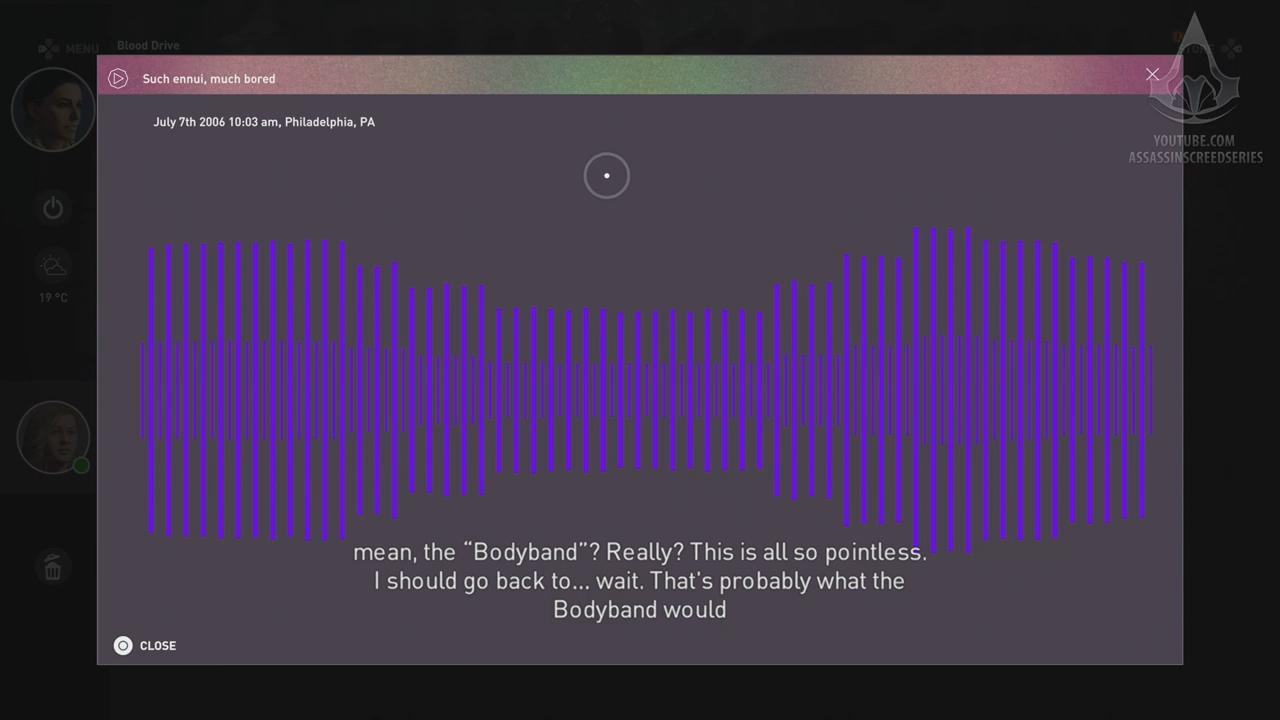 MENU
Blood Drive
Such ennui, much bored
July 7th 2006 10:03 am, Philadelphia, PA
YOUTUBE.COM
ASSASSINSCREEDSERIES
19 °C
mean, the “Bodyband”? Really? This is all so pointless.
I should go back to... wait. That's probably what the
Bodyband would
CLOSE